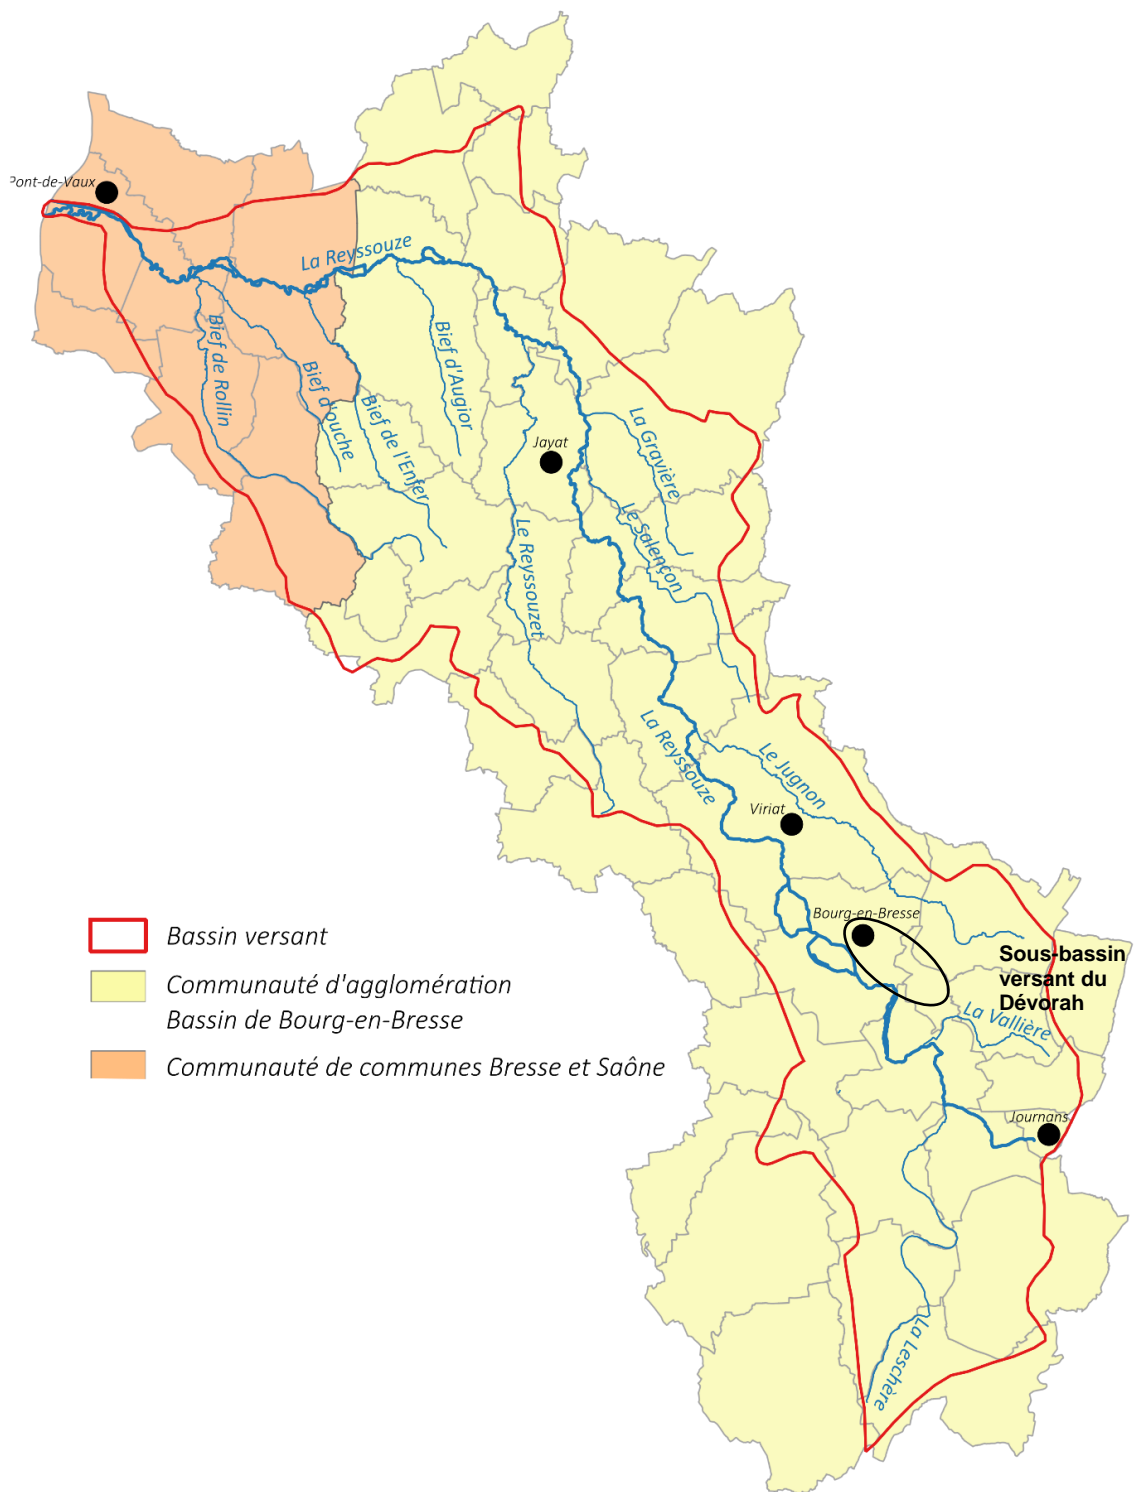 Pont-de-Vaux
La Reyssouze
Bief de Rollin
Bief d'ouche
Bief de l'Enfer
Bief d'Augior
Jayat
La Gravière
Le Salençon
Le Reyssouzet
La Reyssouze
Le Jugnon
Viriat
Bourg-en-Bresse
Sous-bassin
versant du
Dévorah
La Vallière
Journans
La Leschère
Bassin versant
Communauté d'agglomération
Bassin de Bourg-en-Bresse
Communauté de communes Bresse et Saône